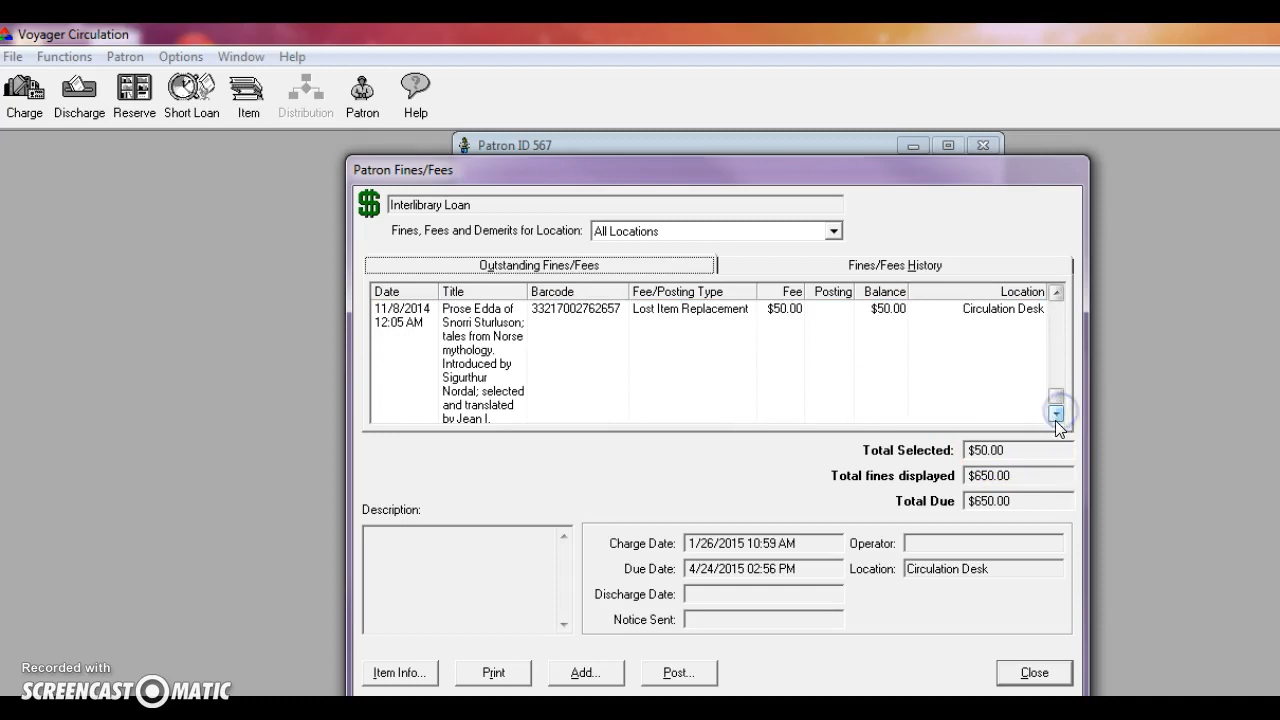 Voyager Circulation
File Functions Patron Options Window Help
Charge Discharge Reserve Short Loan Item Distribution Patron Help
Patron ID 567
Patron Fines/Fees
Interlibrary Loan
Fines, Fees and Demerits for Location: All Locations
Outstanding Fines/Fees Fines/Fees History
Date Title Barcode Fee/Posting Type Fee Posting Balance Location
11/8/2014 Prose Edda of 33217002762657 Lost Item Replacement $50.00 $50.00 Circulation Desk
12:05 AM Snorri Sturluson;
tales from Norse
mythology.
Introduced by
Sigurthur
Nordal; selected
and translated
by Jean I.
Total Selected: $50.00
Total fines displayed $650.00
Total Due $650.00
Description:
Charge Date: 1/26/2015 10:59 AM Operator:
Due Date: 4/24/2015 02:56 PM Location: Circulation Desk
Discharge Date:
Notice Sent:
Item Info... Print Add... Post... Close
Recorded with
SCREENCAST-O-MATIC